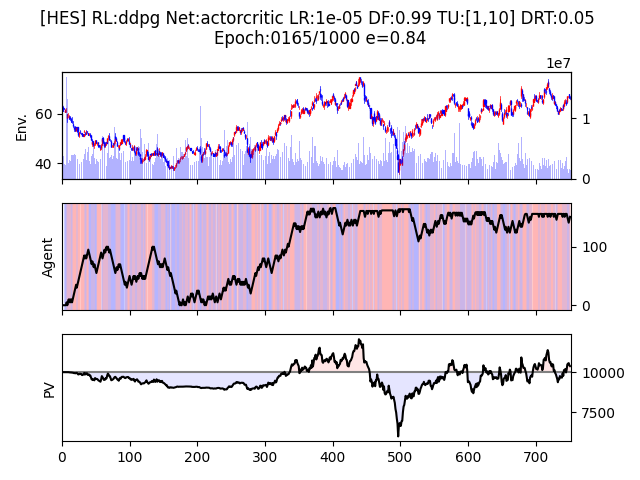 [HES] RL:ddpg Net:actorcritic LR:1e-05 DF:0.99 TU:[1,10] DRT:0.05
Epoch:0165/1000 e=0.84
1e7
Env.
60
40
1
0
Agent
100
0
PV
10000
7500
0 100 200 300 400 500 600 700